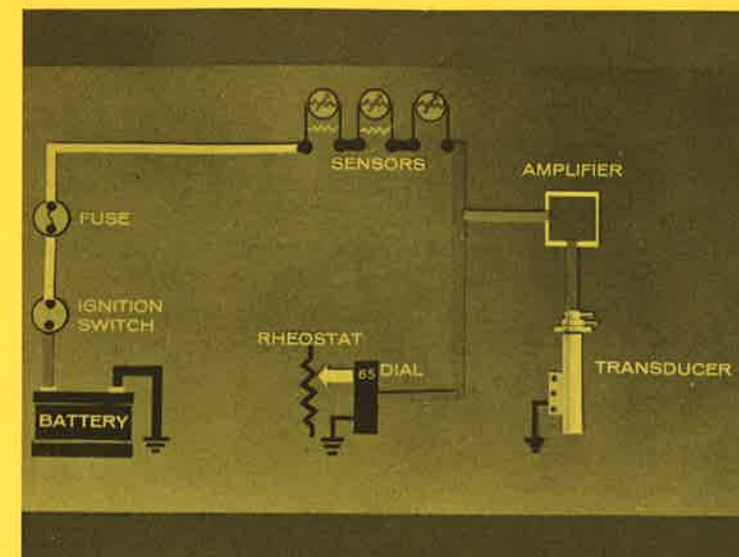 SENSORS
AMPLIFIER
FUSE
IGNITION
SWITCH
RHEOSTAT
65
DIAL
TRANSDUCER
BATTERY